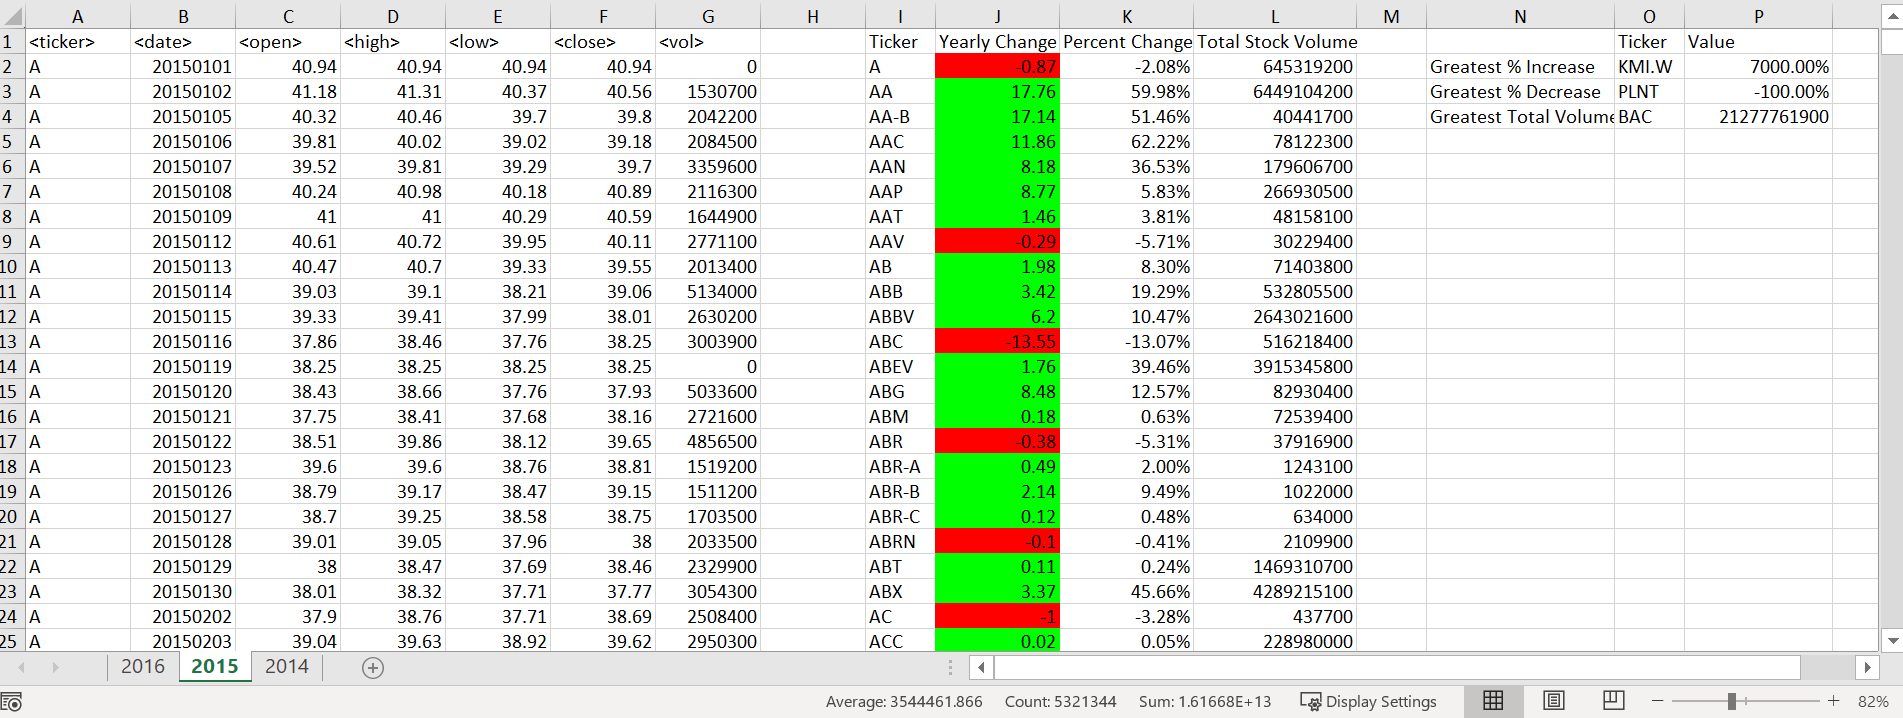 A B C D E F G H I J K L M N O P
1 <ticker> <date> <open> <high> <low> <close> <vol> Ticker Yearly Change Percent Change Total Stock Volume Ticker Value
2 A 20150101 40.94 40.94 40.94 40.94 0 A -0.87 -2.08% 645319200 Greatest % Increase KMI.W 7000.00%
3 A 20150102 41.18 41.31 40.37 40.56 1530700 AA 17.76 59.98% 6449104200 Greatest % Decrease PLNT -100.00%
4 A 20150105 40.32 40.46 39.7 39.8 2042200 AA-B 17.14 51.46% 40441700 Greatest Total Volume BAC 21277761900
5 A 20150106 39.81 40.02 39.02 39.18 2084500 AAC 11.86 62.22% 78122300
6 A 20150107 39.52 39.81 39.29 39.7 3359600 AAN 8.18 36.53% 179606700
7 A 20150108 40.24 40.98 40.18 40.89 2116300 AAP 8.77 5.83% 266930500
8 A 20150109 41 41 40.29 40.59 1644900 AAT 1.46 3.81% 48158100
9 A 20150112 40.61 40.72 39.95 40.11 2771100 AAV -0.29 -5.71% 30229400
10 A 20150113 40.47 40.7 39.33 39.55 2013400 AB 1.98 8.30% 71403800
11 A 20150114 39.03 39.1 38.21 39.06 5134000 ABB 3.42 19.29% 532805500
12 A 20150115 39.33 39.41 37.99 38.01 2630200 ABBV 6.2 10.47% 2643021600
13 A 20150116 37.86 38.46 37.76 38.25 3003900 ABC -13.55 -13.07% 516218400
14 A 20150119 38.25 38.25 38.25 38.25 0 ABEV 1.76 39.46% 3915345800
15 A 20150120 38.43 38.66 37.76 37.93 5033600 ABG 8.48 12.57% 82930400
16 A 20150121 37.75 38.41 37.68 38.16 2721600 ABM 0.18 0.63% 72539400
17 A 20150122 38.51 39.86 38.12 39.65 4856500 ABR -0.38 -5.31% 37916900
18 A 20150123 39.6 39.6 38.76 38.81 1519200 ABR-A 0.49 2.00% 1243100
19 A 20150126 38.79 39.17 38.47 39.15 1511200 ABR-B 2.14 9.49% 1022000
20 A 20150127 38.7 39.25 38.58 38.75 1703500 ABR-C 0.12 0.48% 634000
21 A 20150128 39.01 39.05 37.96 38 2033500 ABRN -0.1 -0.41% 2109900
22 A 20150129 38 38.47 37.69 38.46 2329900 ABT 0.11 0.24% 1469310700
23 A 20150130 38.01 38.32 37.71 37.77 3054300 ABX 3.37 45.66% 4289215100
24 A 20150202 37.9 38.76 37.71 38.69 2508400 AC -1 -3.28% 437700
25 A 20150203 39.04 39.63 38.92 39.62 2950300 ACC 0.02 0.05% 228980000
2016 2015 2014
Average: 3544461.866 Count: 5321344 Sum: 1.61668E+13 Display Settings 82%